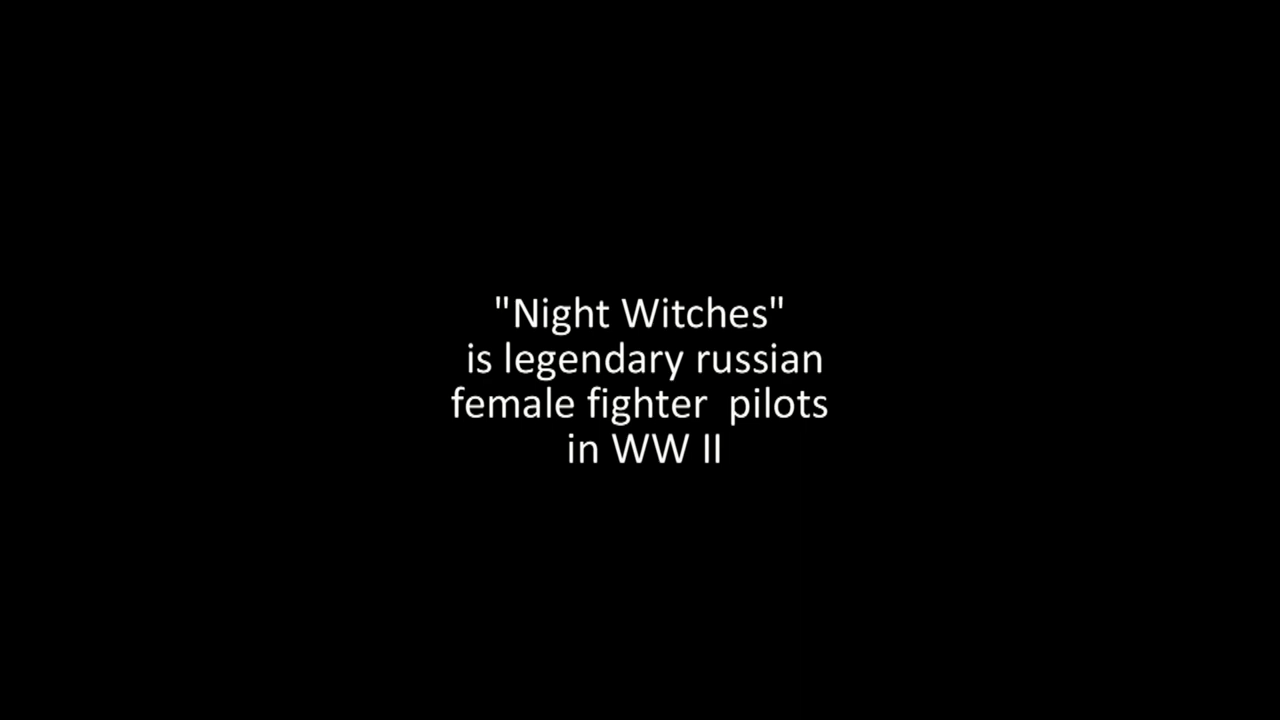 "Night Witches"
is legendary russian
female fighter  pilots
in WW II